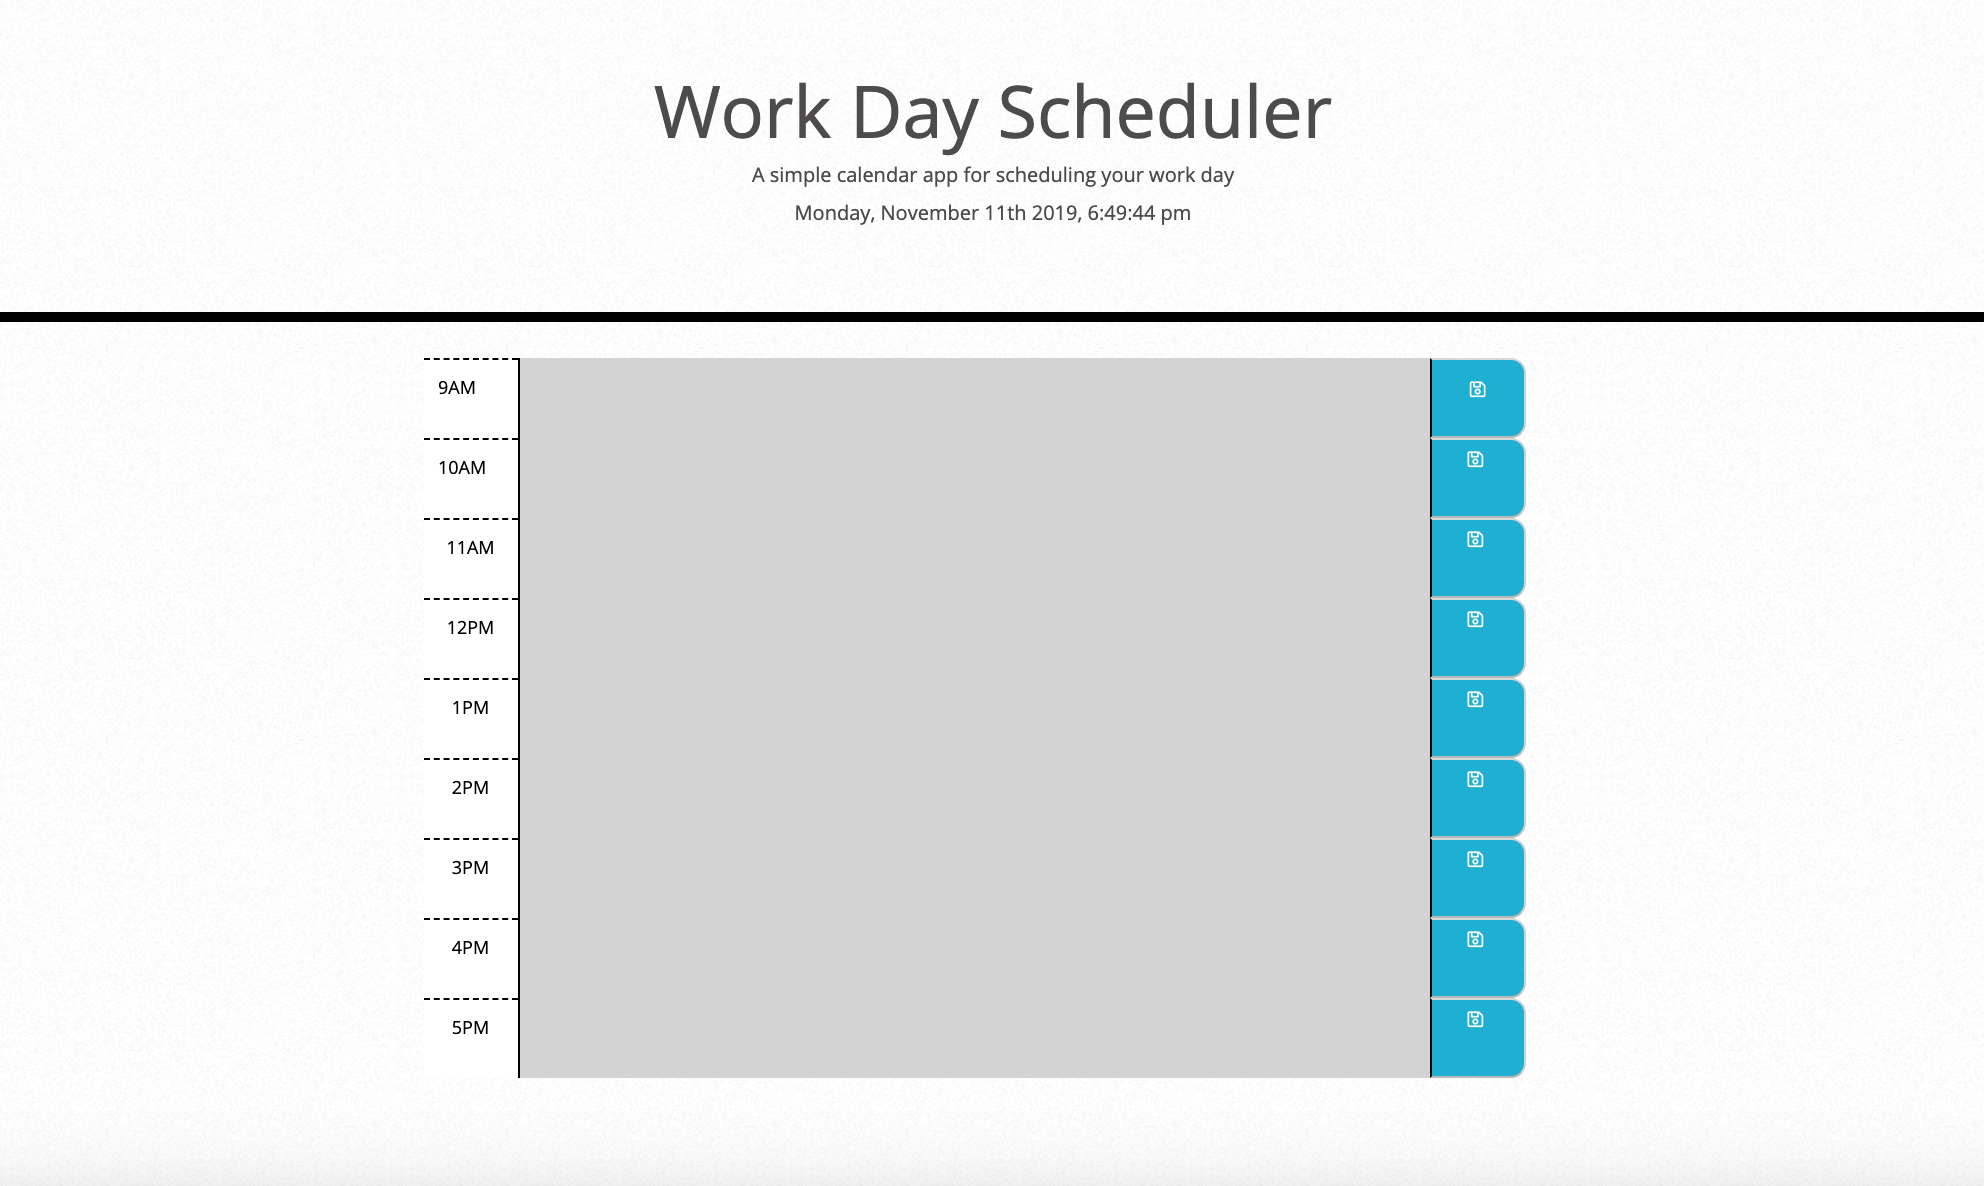 Work Day Scheduler
A simple calendar app for scheduling your work day
Monday, November 11th 2019, 6:49:44 pm
9AM
10AM
11AM
12PM
1PM
2PM
3PM
4PM
5PM